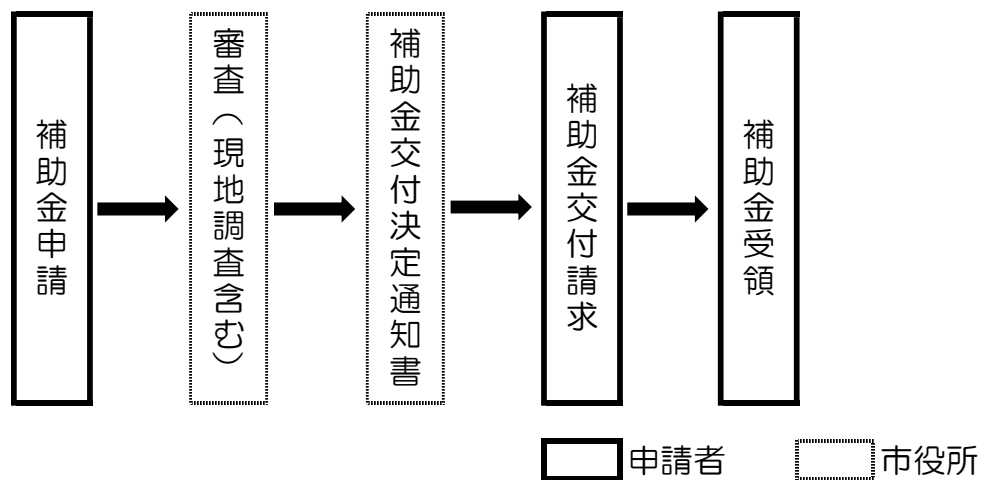 補助金申請
審査（現地調査含む）
補助金交付決定通知書
補助金交付請求
補助金受領
申請者
市役所